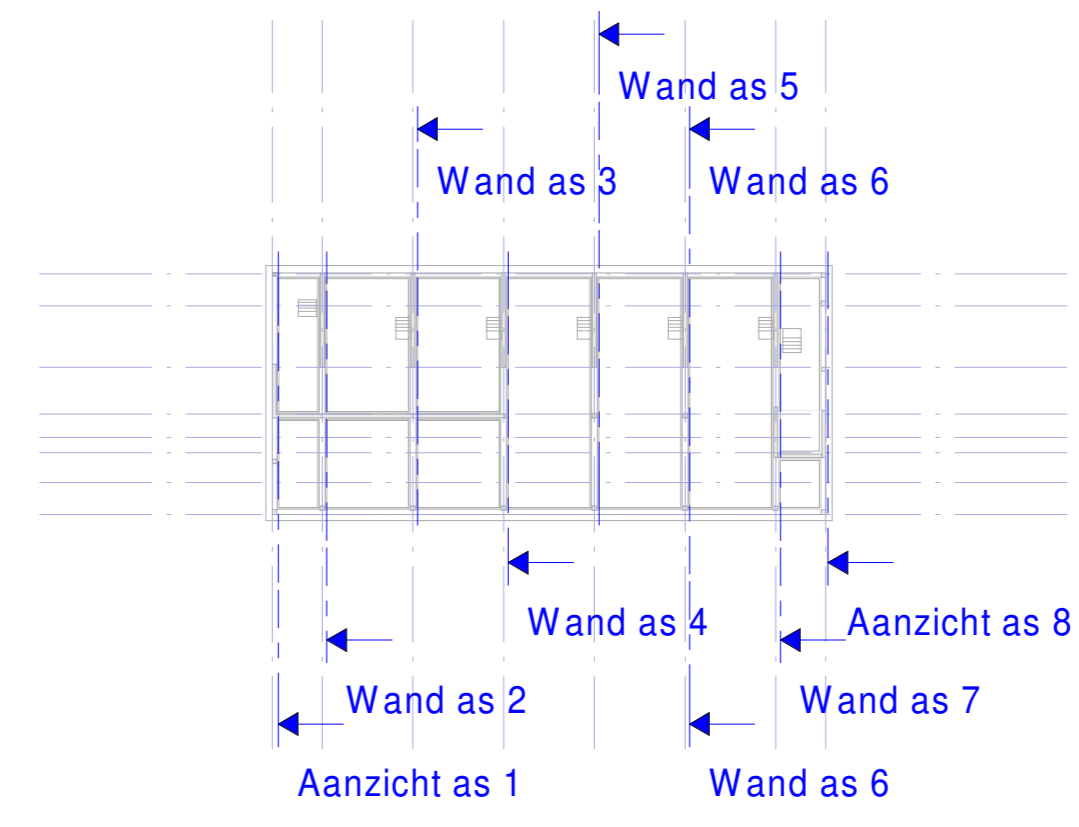 Wand as 5
Wand as 3
Wand as 6
Wand as 4
Aanzicht as 8
Wand as 2
Wand as 7
Aanzicht as 1
Wand as 6